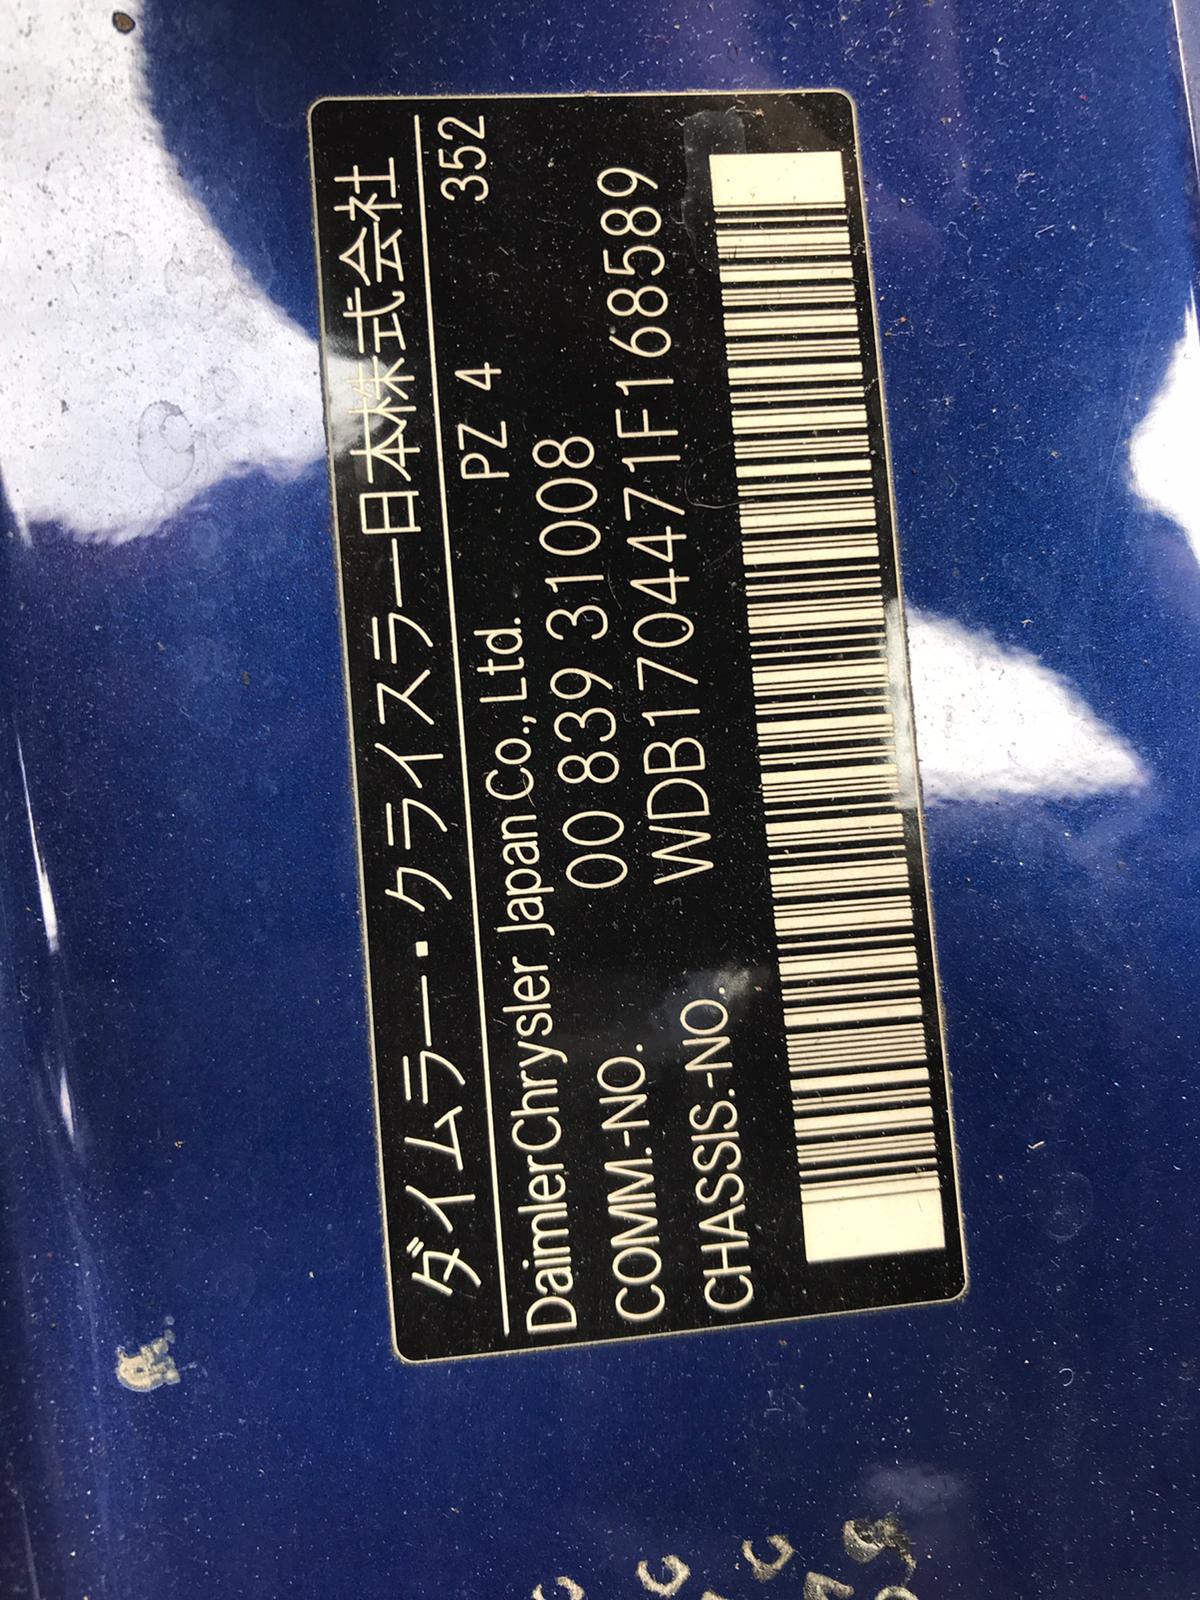 ダイムラー・クライスラー日本株式会社
DaimlerChrysler Japan Co., Ltd. PZ 4 352
COMM.-NO. 00 839 31008
CHASSIS.-NO. WDB1704471F168589